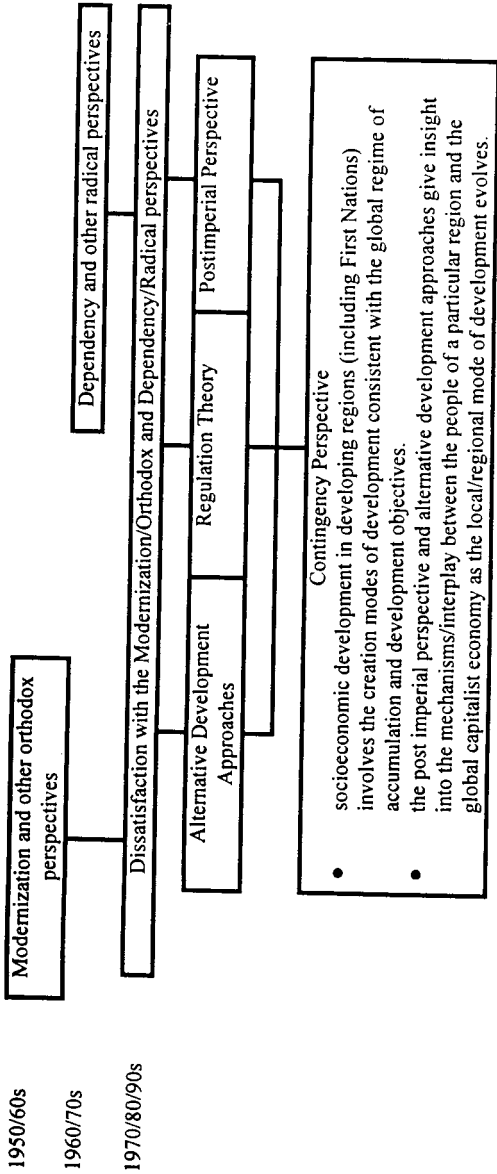 1950/60s
Modernization and other orthodox
perspectives
1960/70s
Dependency and other radical perspectives
1970/80/90s
Dissatisfaction with the Modernization/Orthodox and Dependency/Radical perspectives
Alternative Development
Approaches
Regulation Theory
Postimperial Perspective
Contingency Perspective
• socioeconomic development in developing regions (including First Nations)
involves the creation modes of development consistent with the global regime of
accumulation and development objectives.
• the post imperial perspective and alternative development approaches give insight
into the mechanisms/interplay between the people of a particular region and the
global capitalist economy as the local/regional mode of development evolves.